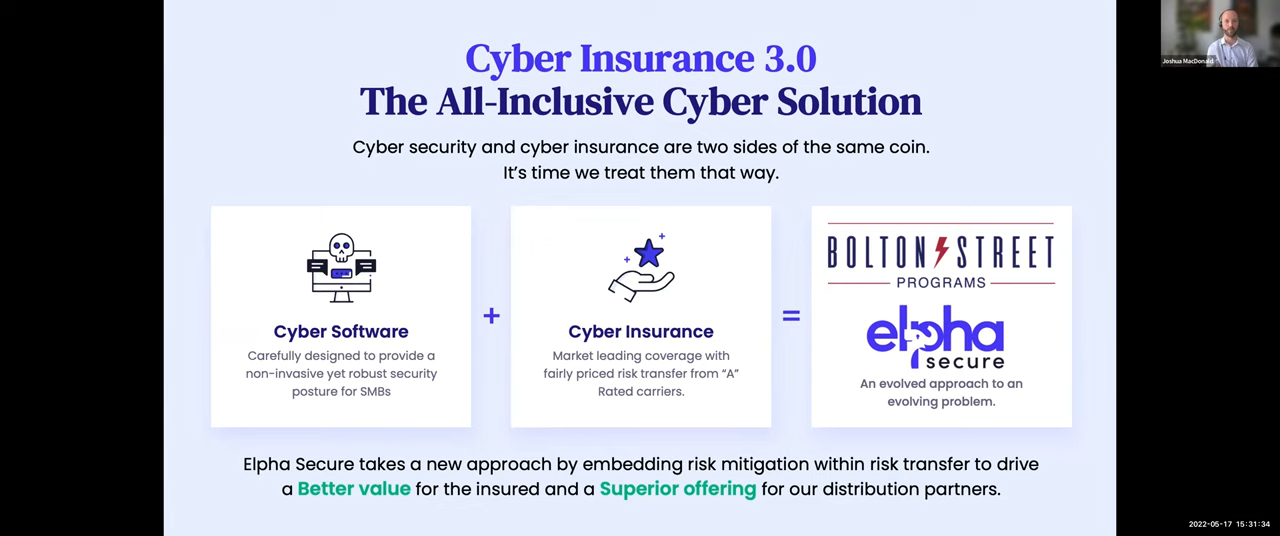 Cyber Insurance 3.0
The All-Inclusive Cyber Solution
Cyber security and cyber insurance are two sides of the same coin.
It’s time we treat them that way.
Cyber Software
Carefully designed to provide a
non-invasive yet robust security
posture for SMBs
+
Cyber Insurance
Market leading coverage with
fairly priced risk transfer from “A”
Rated carriers.
=
BOLTON STREET
PROGRAMS
elpha
secure
An evolved approach to an
evolving problem.
Elpha Secure takes a new approach by embedding risk mitigation within risk transfer to drive
a Better value for the insured and a Superior offering for our distribution partners.
Joshua MacDonald
2022-05-17 15:31:34